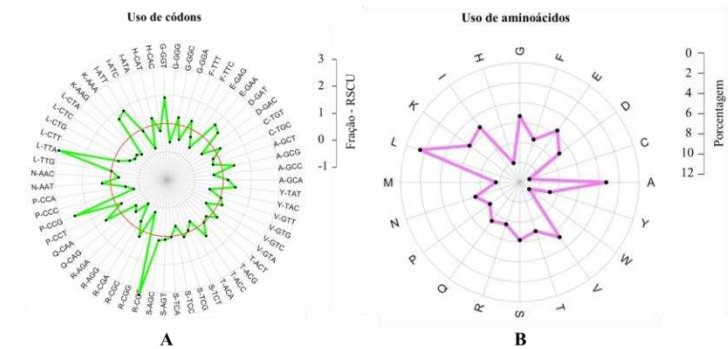 Uso de códons
G-GGT
G-GGG
G-GGC
G-GGA
F-TTT
F-TTC
E-GAG
E-GAA
D-GAT
D-GAC
C-TGT
C-TGC
A-GCT
A-GCG
A-GCC
A-GCA
Y-TAT
Y-TAC
V-GTT
V-GTG
V-GTC
V-GTA
T-ACT
T-ACG
T-ACC
T-ACA
S-TCT
S-TCG
S-TCC
S-TCA
S-AGT
S-AGC
R-CGG
R-CGC
R-CGA
R-AGG
R-AGA
Q-CAG
Q-CAA
P-CCT
P-CCG
P-CCC
P-CCA
N-AAT
N-AAC
L-TTG
L-TTA
L-CTT
L-CTG
L-CTC
L-CTA
K-AAG
K-AAA
I-ATT
I-ATC
I-ATA
H-CAT
H-CAC
3
2
1
0
-1
Fração - RSCU
A
Uso de aminoácidos
G
F
E
D
C
A
Y
W
V
T
S
R
Q
P
N
M
L
K
I
H
0
2
4
6
8
10
12
Porcentagem
B